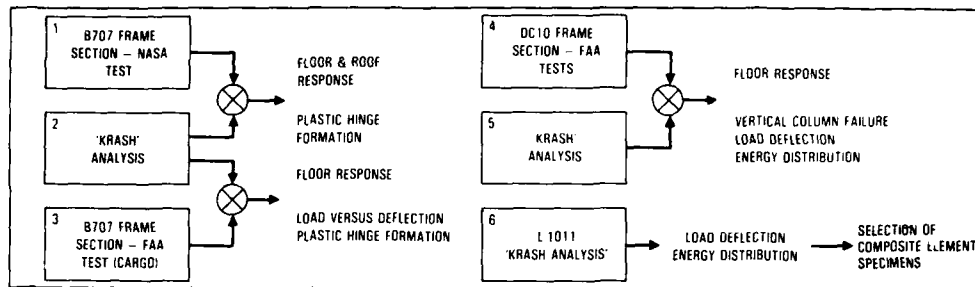 1
B707 FRAME
SECTION – NASA
TEST
FLOOR & ROOF
RESPONSE
PLASTIC HINGE
FORMATION
2
'KRASH'
ANALYSIS
FLOOR RESPONSE
LOAD VERSUS DEFLECTION
PLASTIC HINGE FORMATION
3
B707 FRAME
SECTION – FAA
TEST (CARGO)
4
DC10 FRAME
SECTION – FAA
TESTS
FLOOR RESPONSE
VERTICAL COLUMN FAILURE
LOAD DEFLECTION
ENERGY DISTRIBUTION
5
KRASH'
ANALYSIS
6
L 1011
'KRASH ANALYSIS'
LOAD DEFLECTION
ENERGY DISTRIBUTION
SELECTION OF
COMPOSITE ELEMENT
SPECIMENS